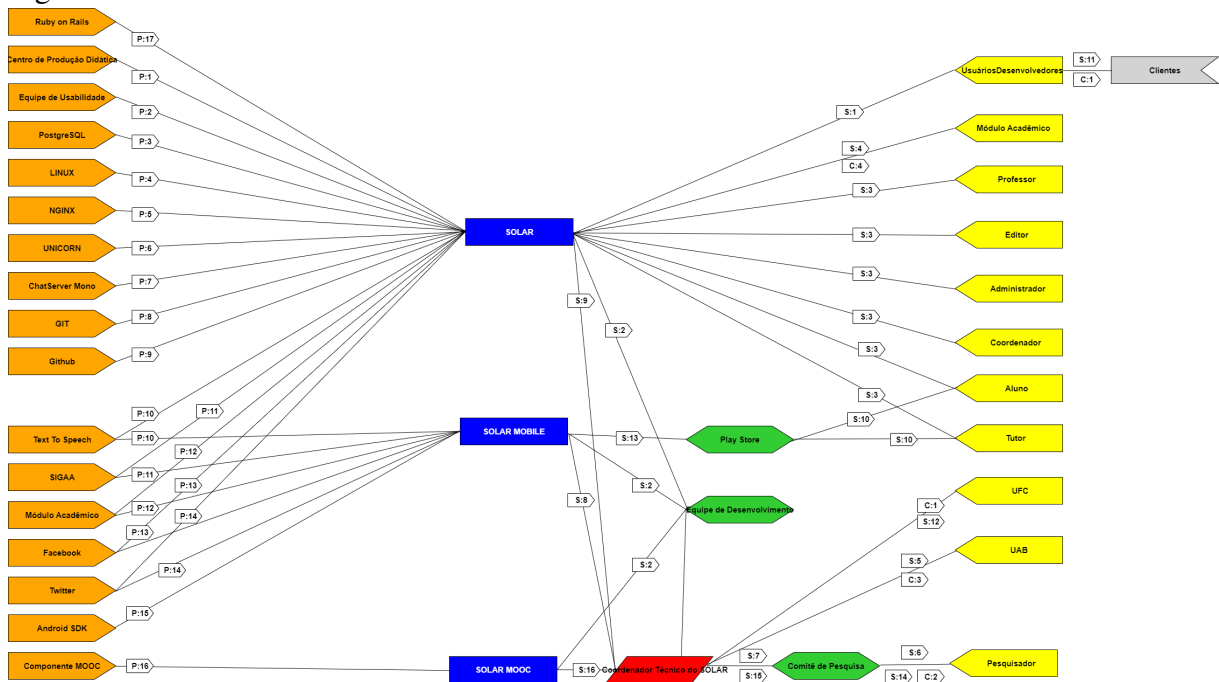 Ruby on Rails
P:17
Centro de Produção Didática
P:1
Equipe de Usabilidade
P:2
PostgreSQL
P:3
LINUX
P:4
NGINX
P:5
UNICORN
P:6
ChatServer Mono
P:7
GIT
P:8
Github
P:9
Text To Speech
P:10
P:10
P:11
SIGAA
P:11
P:12
Módulo Acadêmico
P:12
P:13
Facebook
P:13
P:14
Twitter
P:14
Android SDK
P:15
Componente MOOC
P:16
SOLAR
SOLAR MOBILE
SOLAR MOOC
S:9
S:2
S:13
S:2
S:8
S:2
S:16
Coordenador Técnico do SOLAR
Play Store
Equipe de Desenvolvimento
S:7
S:15
Comitê de Pesquisa
S:1
S:4
C:4
S:3
S:3
S:3
S:3
S:3
S:3
S:10
S:10
C:1
S:12
S:5
C:3
S:6
S:14
C:2
UsuáriosDesenvolvedores
S:11
C:1
Clientes
Módulo Acadêmico
Professor
Editor
Administrador
Coordenador
Aluno
Tutor
UFC
UAB
Pesquisador